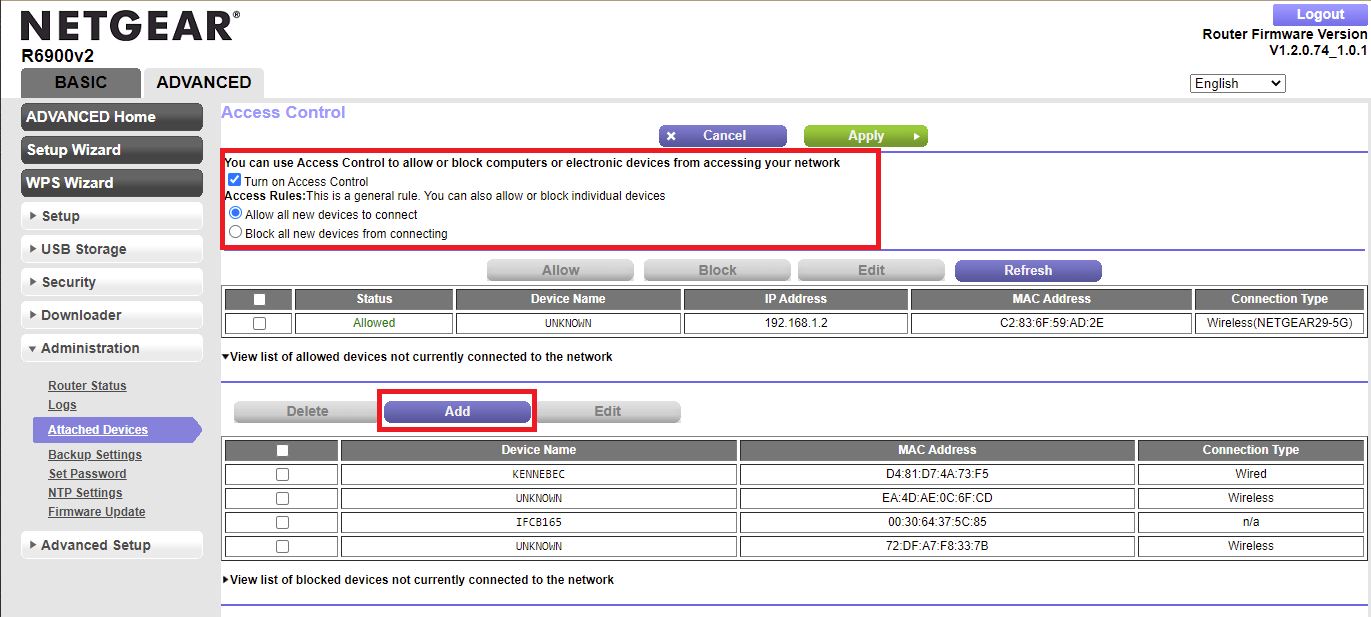 NETGEAR®
R6900v2
Logout
Router Firmware Version
V1.2.0.74_1.0.1
BASIC
ADVANCED
English
ADVANCED Home
Setup Wizard
WPS Wizard
Setup
USB Storage
Security
Downloader
Administration
Router Status
Logs
Attached Devices
Backup Settings
Set Password
NTP Settings
Firmware Update
Advanced Setup
Access Control
Cancel
Apply
You can use Access Control to allow or block computers or electronic devices from accessing your network
Turn on Access Control
Access Rules:This is a general rule. You can also allow or block individual devices
Allow all new devices to connect
Block all new devices from connecting
Allow Block Edit Refresh
Status Device Name IP Address MAC Address Connection Type
Allowed UNKNOWN 192.168.1.2 C2:83:6F:59:AD:2E Wireless(NETGEAR29-5G)
View list of allowed devices not currently connected to the network
Delete Add Edit
Device Name MAC Address Connection Type
KENNEBEC D4:81:D7:4A:73:F5 Wired
UNKNOWN EA:4D:AE:0C:6F:CD Wireless
IFCB165 00:30:64:37:5C:85 n/a
UNKNOWN 72:DF:A7:F8:33:7B Wireless
View list of blocked devices not currently connected to the network